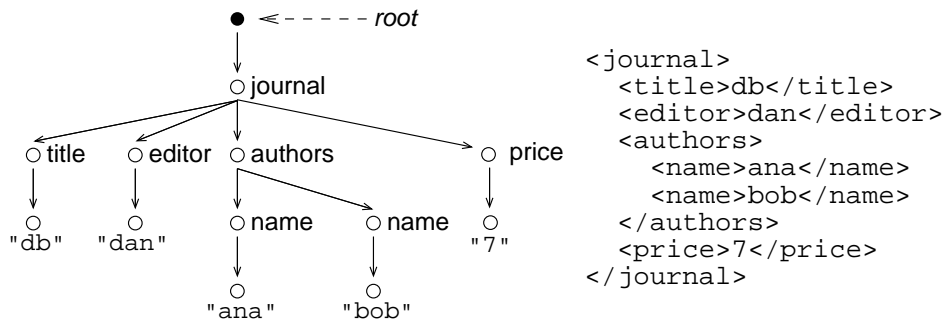 root
journal
title editor authors price
"db" "dan" name name "7"
"ana" "bob"
<journal>
<title>db</title>
<editor>dan</editor>
<authors>
<name>ana</name>
<name>bob</name>
</authors>
<price>7</price>
</journal>